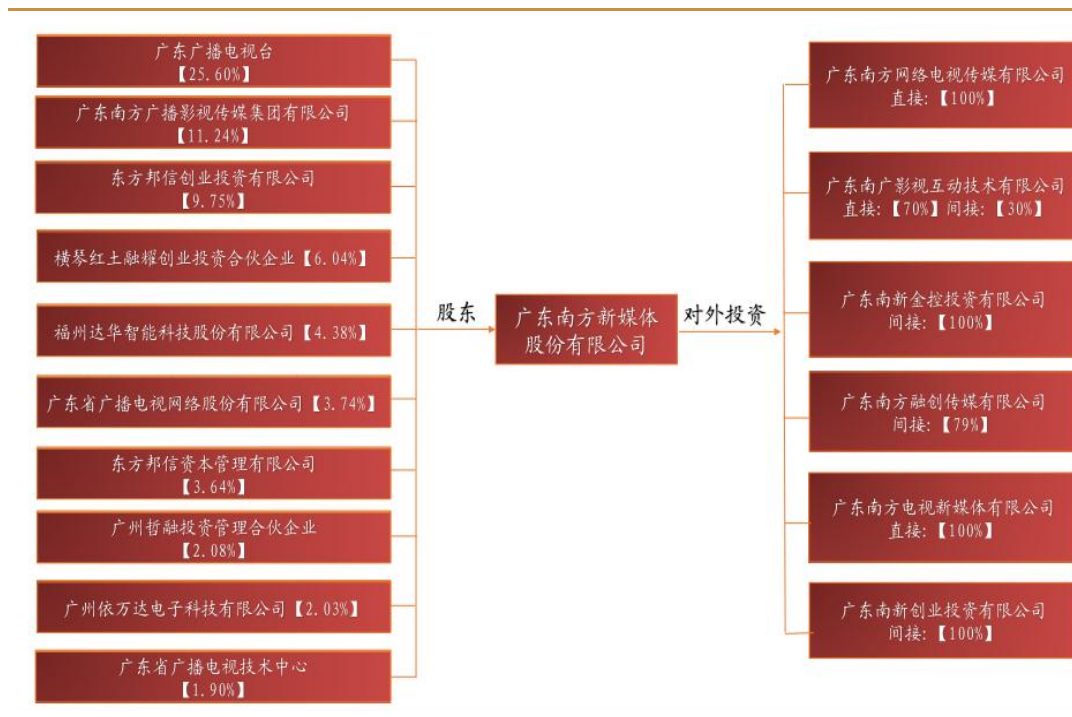 广东广播电视台
【25.60%】
广东南方广播影视传媒集团有限公司
【11.24%】
东方邦信创业投资有限公司
【9.75%】
横琴红土融耀创业投资合伙企业【6.04%】
福州达华智能科技股份有限公司【4.38%】
广东省广播电视网络股份有限公司【3.74%】
东方邦信资本管理有限公司
【3.64%】
广州哲融投资管理合伙企业
【2.08%】
广州依万达电子科技有限公司【2.03%】
广东省广播电视技术中心
【1.90%】
股东
广东南方新媒体
股份有限公司
对外投资
广东南方网络电视传媒有限公司
直接:【100%】
广东南广影视互动技术有限公司
直接:【70%】间接:【30%】
广东南新金控投资有限公司
间接:【100%】
广东南方融创传媒有限公司
间接:【79%】
广东南方电视新媒体有限公司
直接:【100%】
广东南新创业投资有限公司
间接:【100%】